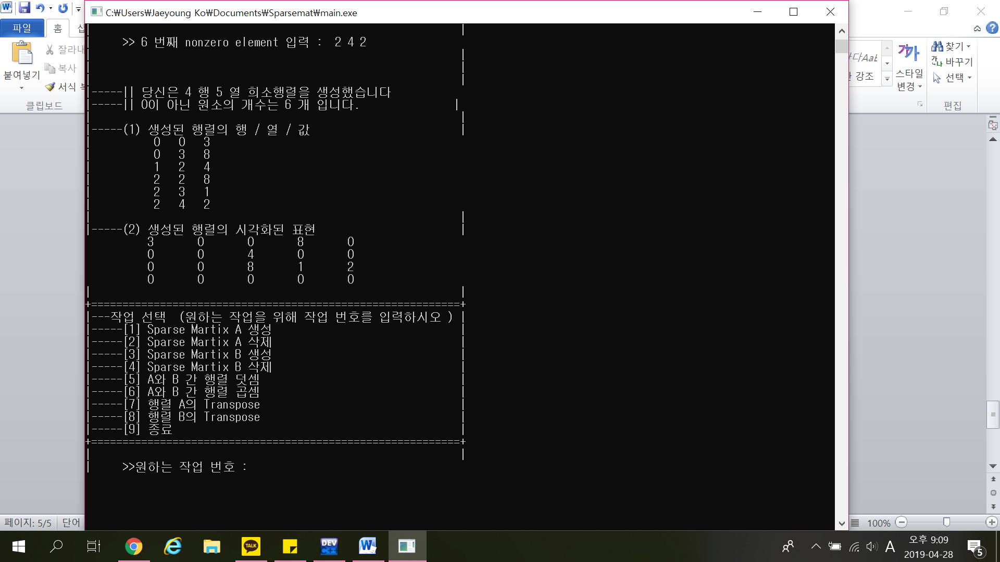 C:₩Users₩Jaeyoung Ko₩Documents₩Sparsemat₩main.exe
파일
홈
삽
붙여넣기
잘라내
복사
서식 복
클립보드
>> 6 번째 nonzero element 입력 :  2 4 2
|-----|| 당신은 4 행 5 열 희소행렬을 생성했습니다
|-----|| 0이 아닌 원소의 개수는 6 개 입니다. |
|-----(1) 생성된 행렬의 행 / 열 / 값 |
| 0 0 3
| 0 3 8
| 1 2 4
| 2 2 8
| 2 3 1
| 2 4 2
|-----(2) 생성된 행렬의 시각화된 표현 |
3 0 0 8 0
0 0 4 0 0
0 0 8 1 2
0 0 0 0 0
+===========================================================+
|---작업 선택  (원하는 작업을 위해 작업 번호를 입력하시오 ) |
|-----[1] Sparse Martix A 생성 |
|-----[2] Sparse Martix A 삭제 |
|-----[3] Sparse Martix B 생성 |
|-----[4] Sparse Martix B 삭제 |
|-----[5] A와 B 간 행렬 덧셈 |
|-----[6] A와 B 간 행렬 곱셈 |
|-----[7] 행렬 A의 Transpose |
|-----[8] 행렬 B의 Transpose |
|-----[9] 종료 |
+===========================================================+
| >>원하는 작업 번호 :
강조
스타일
변경
찾기
바꾸기
선택
편집
페이지: 5/5
단어
100%
TALK
DEV
C++
A
오후 9:09
2019-04-28
5